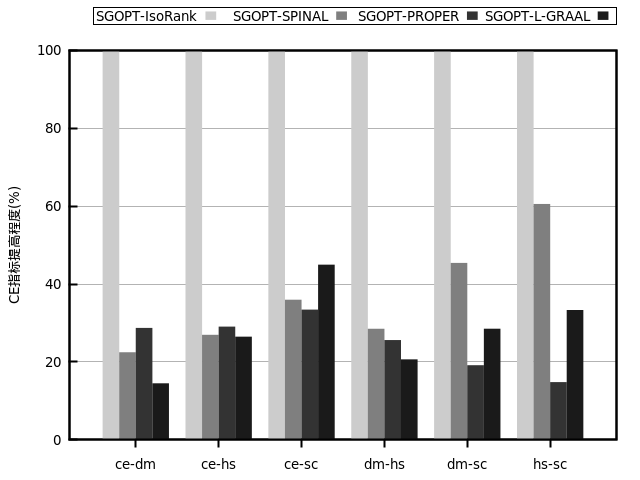 SGOPT-IsoRank SGOPT-SPINAL SGOPT-PROPER SGOPT-L-GRAAL
100
80
60
40
20
0
CE指标提高程度(%)
ce-dm ce-hs ce-sc dm-hs dm-sc hs-sc